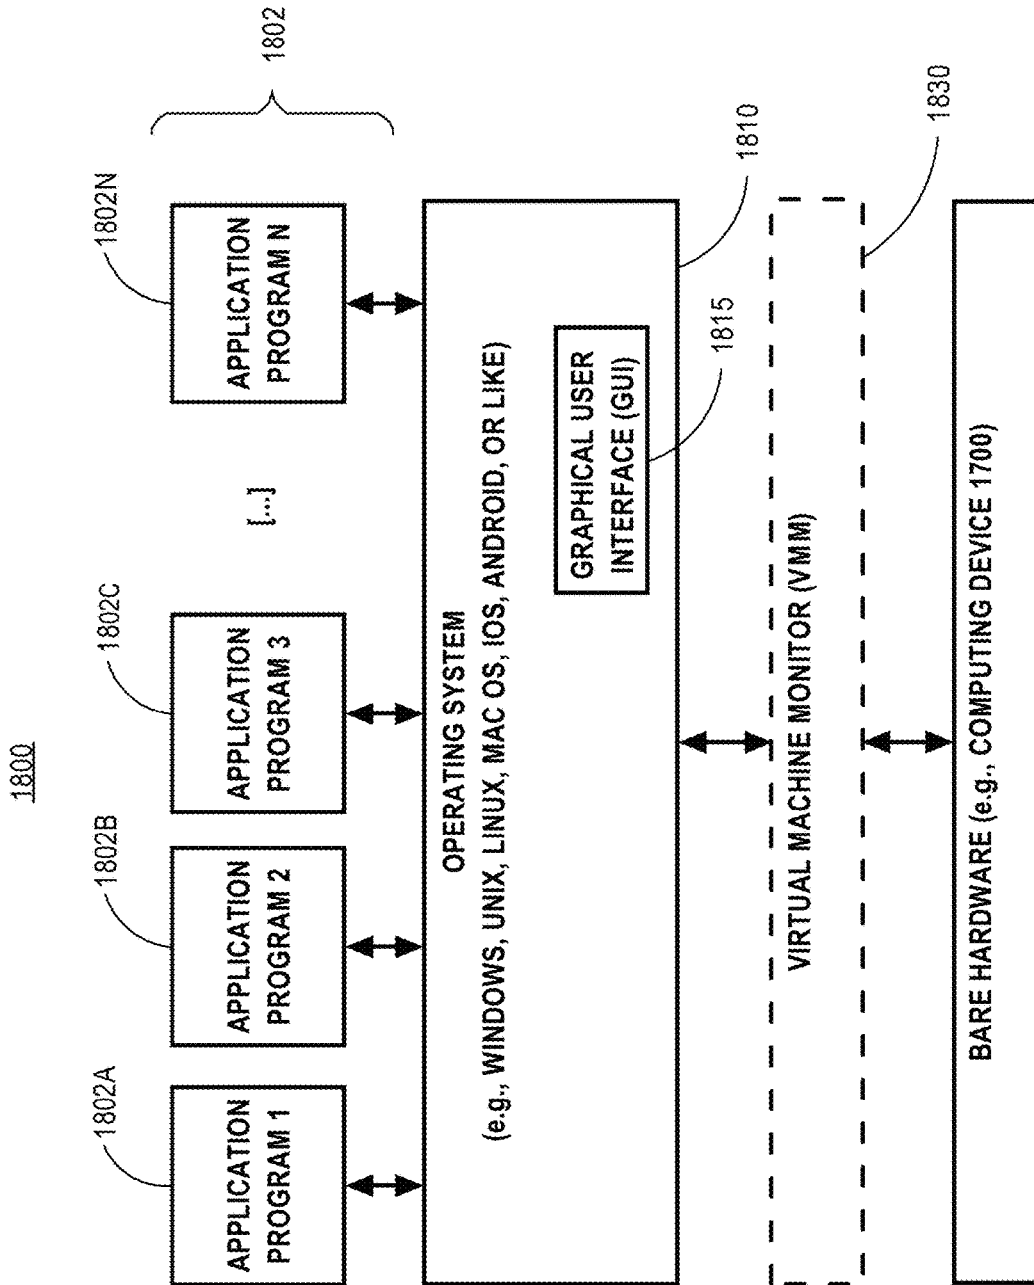 1800
1802A
1802B
1802C
1802N
1802
APPLICATION
PROGRAM 1
APPLICATION
PROGRAM 2
APPLICATION
PROGRAM 3
[...]
APPLICATION
PROGRAM N
OPERATING SYSTEM
(e.g., WINDOWS, UNIX, LINUX, MAC OS, IOS, ANDROID, OR LIKE)
GRAPHICAL USER
INTERFACE (GUI)
1810
1815
VIRTUAL MACHINE MONITOR (VMM)
1830
BARE HARDWARE (e.g., COMPUTING DEVICE 1700)